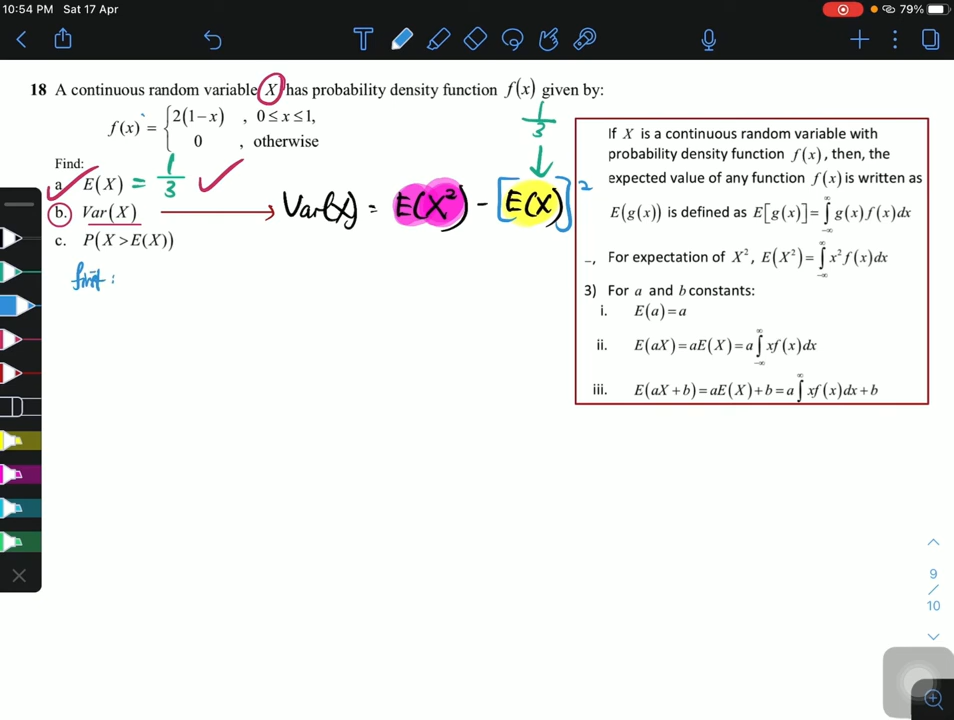 10:54 PM Sat 17 Apr
79%
18 A continuous random variable X has probability density function f(x) given by:
f(x) = { 2(1−x) , 0 ≤ x ≤ 1,
0 , otherwise
Find:
a. E(X) = 1/3
b. Var(X) → Var(X) = E(X²) − [E(X)]²
1/3
c. P(X > E(X))
first :
If X is a continuous random variable with
probability density function f(x), then, the
expected value of any function f(x) is written as
E(g(x)) is defined as E[g(x)] = ∫_{−∞}^{∞} g(x) f(x) dx
For expectation of X², E(X²) = ∫_{−∞}^{∞} x² f(x) dx
3) For a and b constants:
i. E(a) = a
ii. E(aX) = aE(X) = a ∫_{−∞}^{∞} xf(x) dx
iii. E(aX + b) = aE(X) + b = a ∫_{−∞}^{∞} xf(x) dx + b
9
/
10